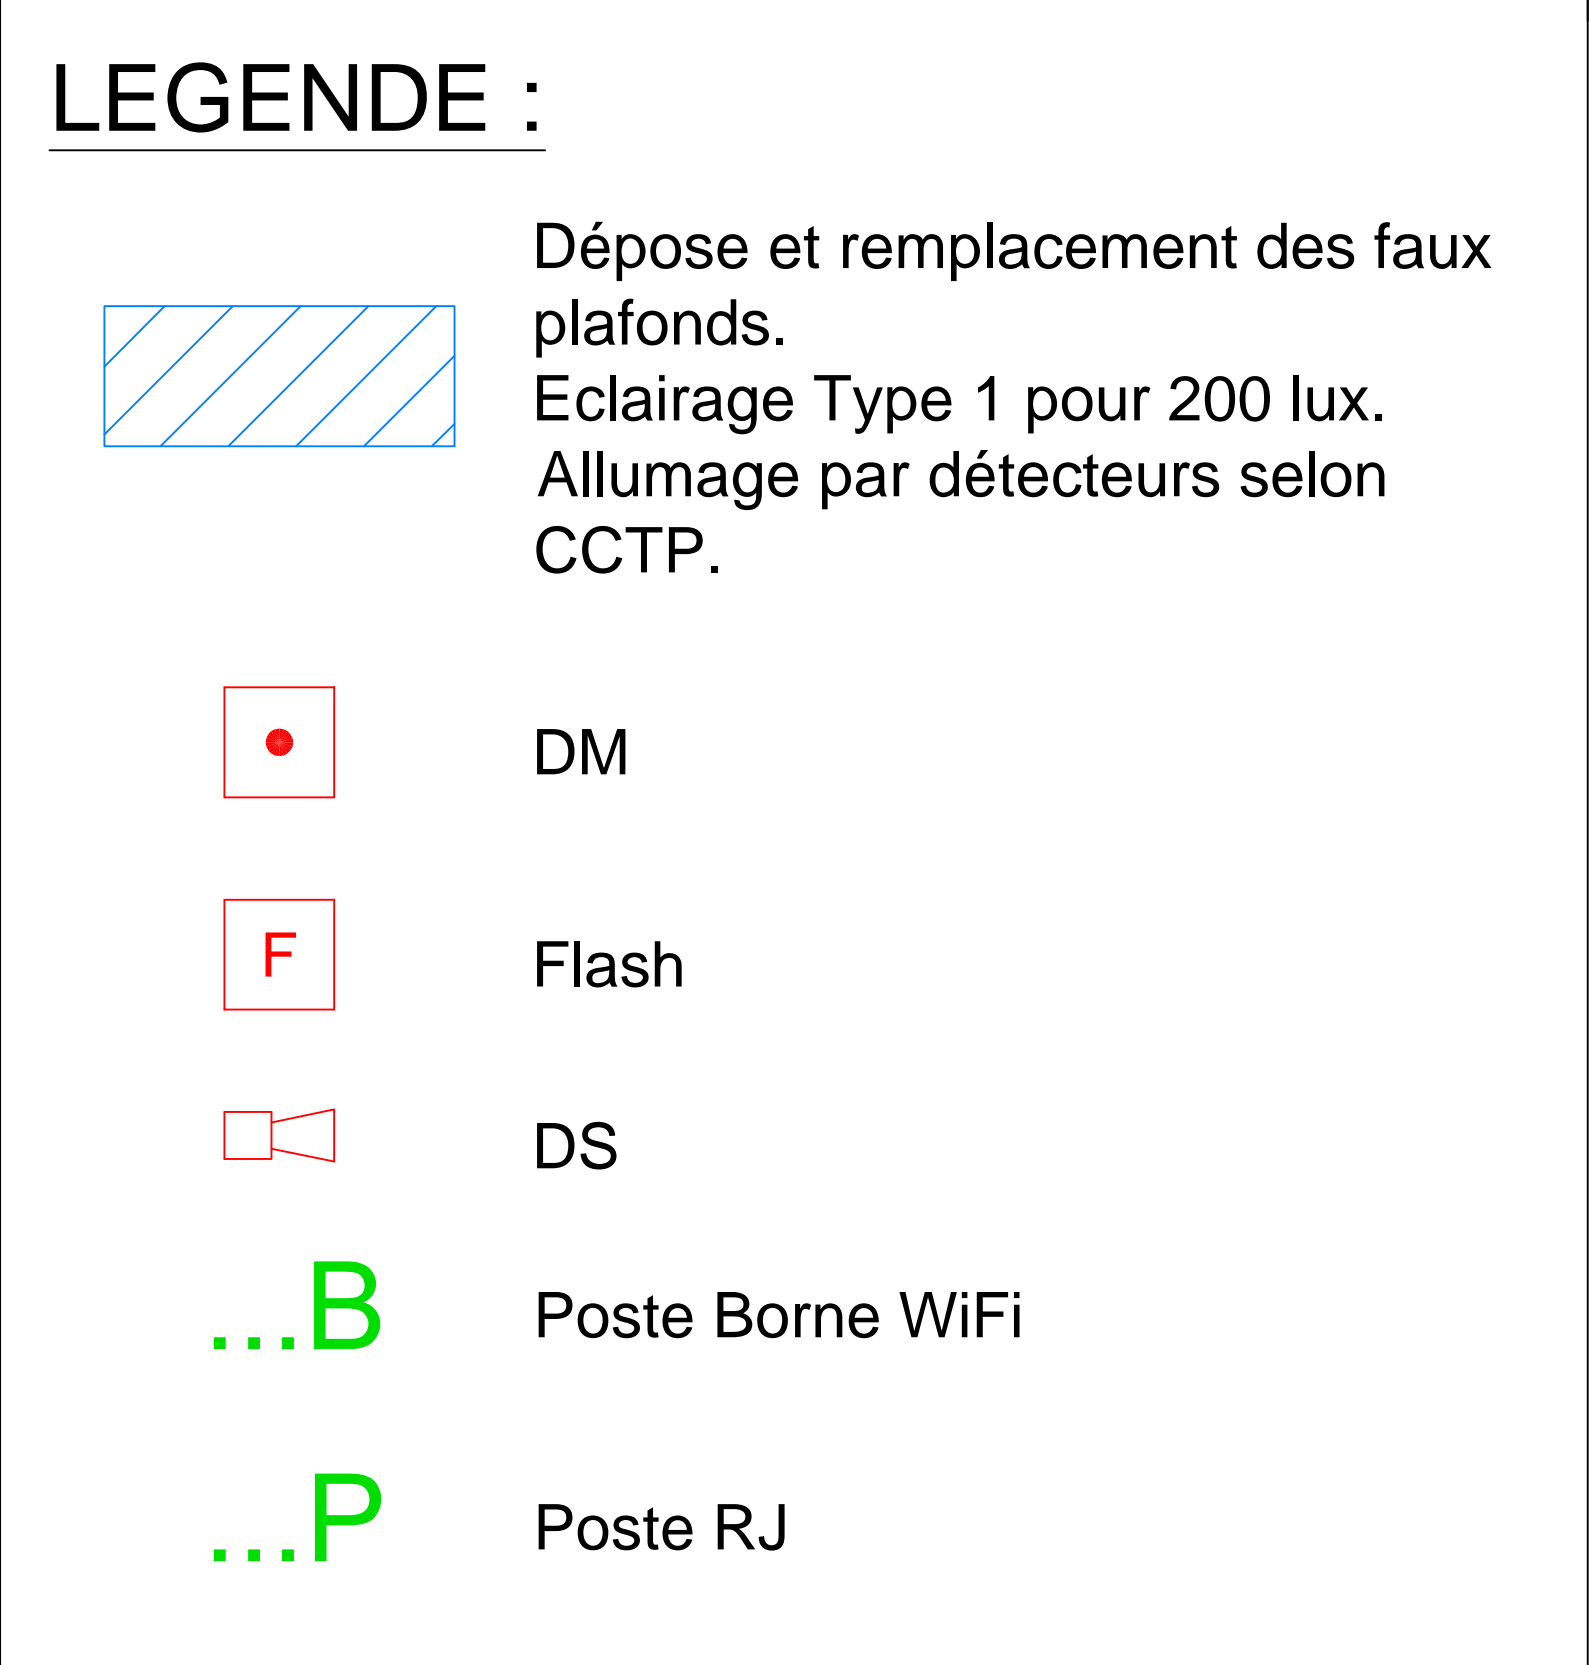 LEGENDE :
Dépose et remplacement des faux
plafonds.
Eclairage Type 1 pour 200 lux.
Allumage par détecteurs selon
CCTP.
DM
F
Flash
DS
...B
Poste Borne WiFi
...P
Poste RJ